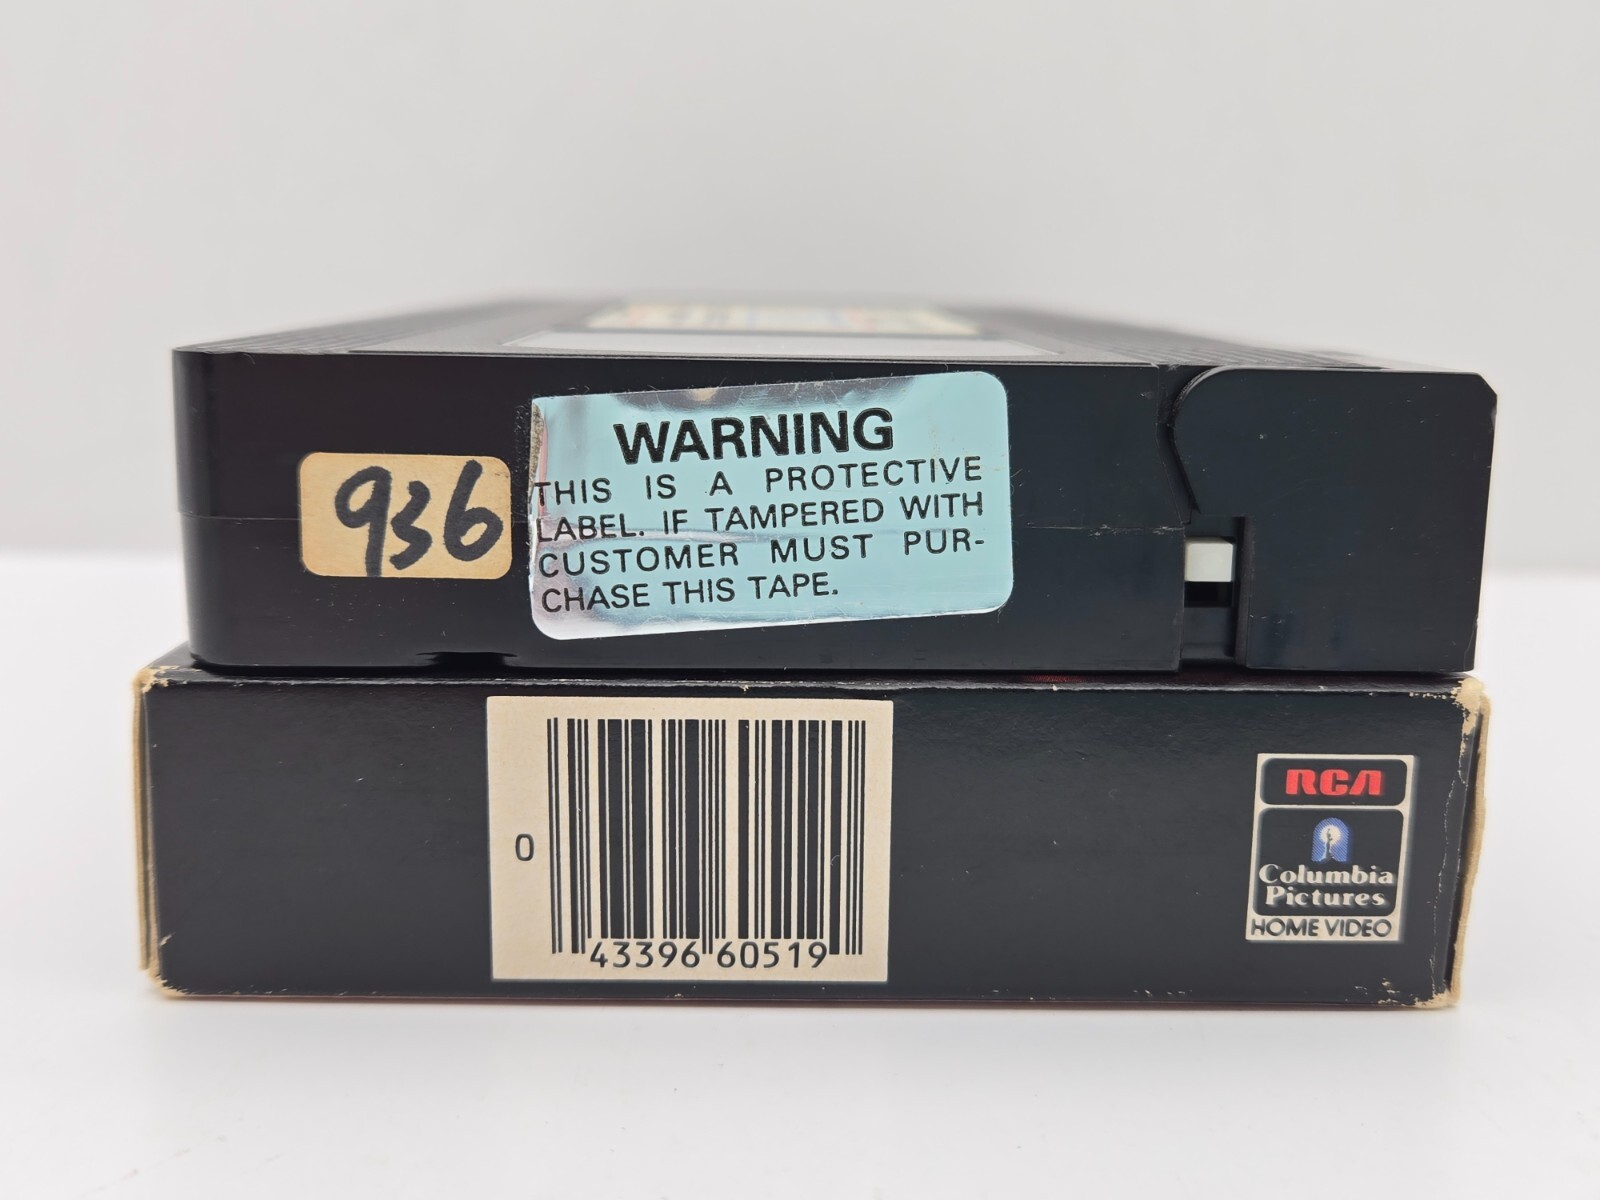 936
WARNING
THIS IS A PROTECTIVE
LABEL. IF TAMPERED WITH
CUSTOMER MUST PUR-
CHASE THIS TAPE.
0
43396 60519
RCA
Columbia
Pictures
HOME VIDEO